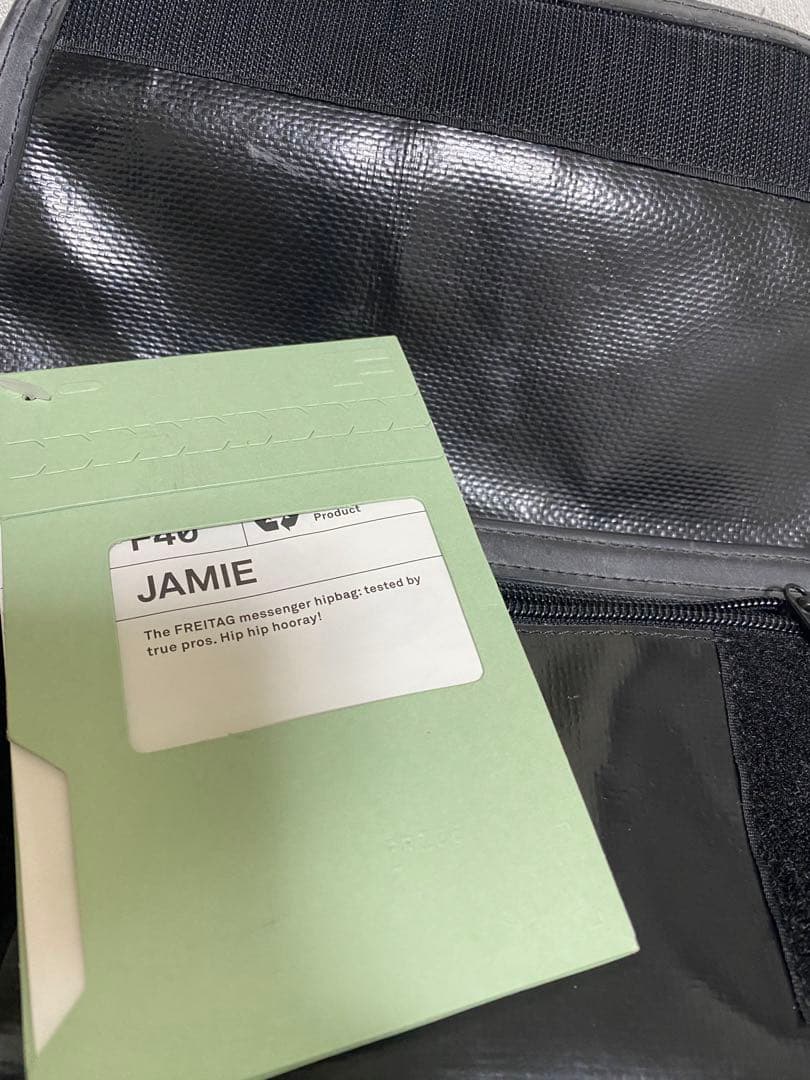 F40
Product
JAMIE
The FREITAG messenger hipbag: tested by
true pros. Hip hip hooray!